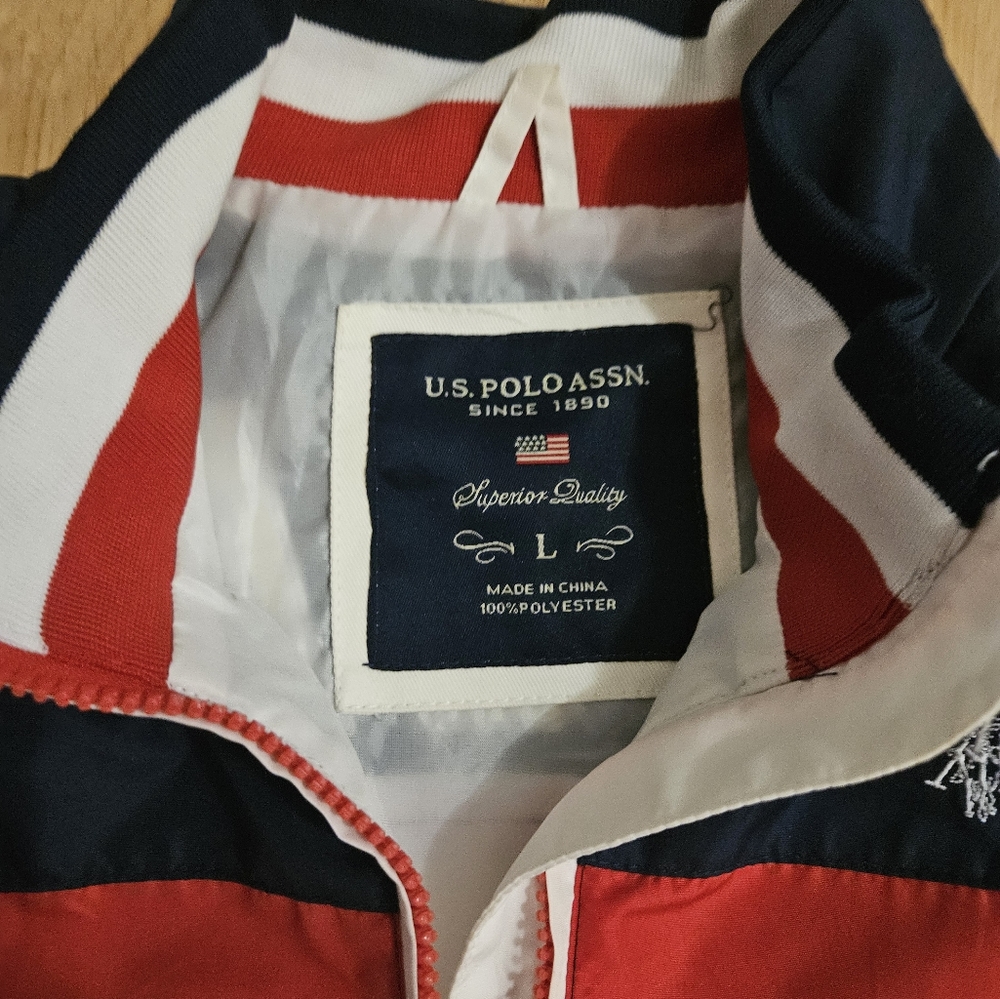 U.S. POLO ASSN.
SINCE 1890
Superior Quality
L
MADE IN CHINA
100%POLYESTER